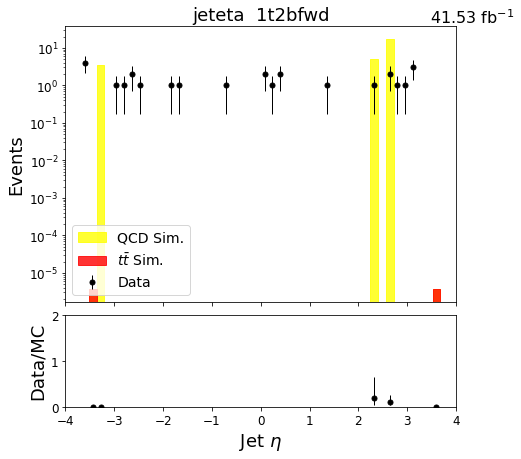 jeteta 1t2bfwd
41.53 fb⁻¹
Events
10¹
10⁰
10⁻¹
10⁻²
10⁻³
10⁻⁴
10⁻⁵
QCD Sim.
tt̄ Sim.
Data
Data/MC
2
1
0
−4 −3 −2 −1 0 1 2 3 4
Jet η